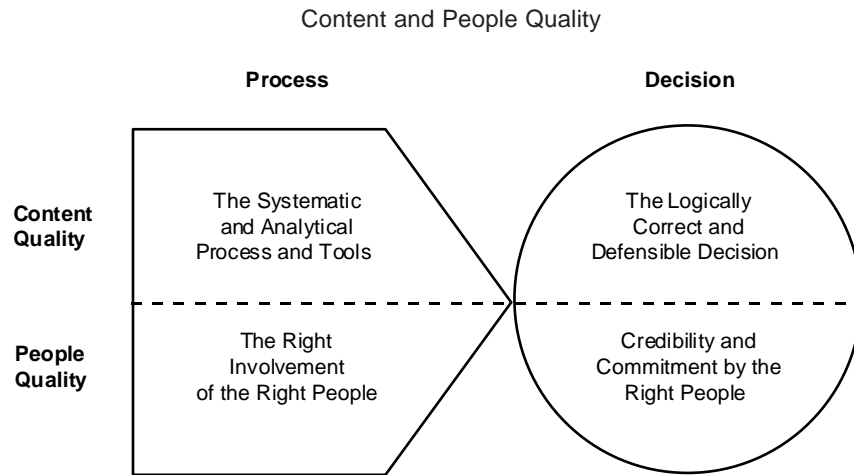 Content and People Quality
Process
Decision
Content
Quality
The Systematic
and Analytical
Process and Tools
The Logically
Correct and
Defensible Decision
People
Quality
The Right
Involvement
of the Right People
Credibility and
Commitment by the
Right People